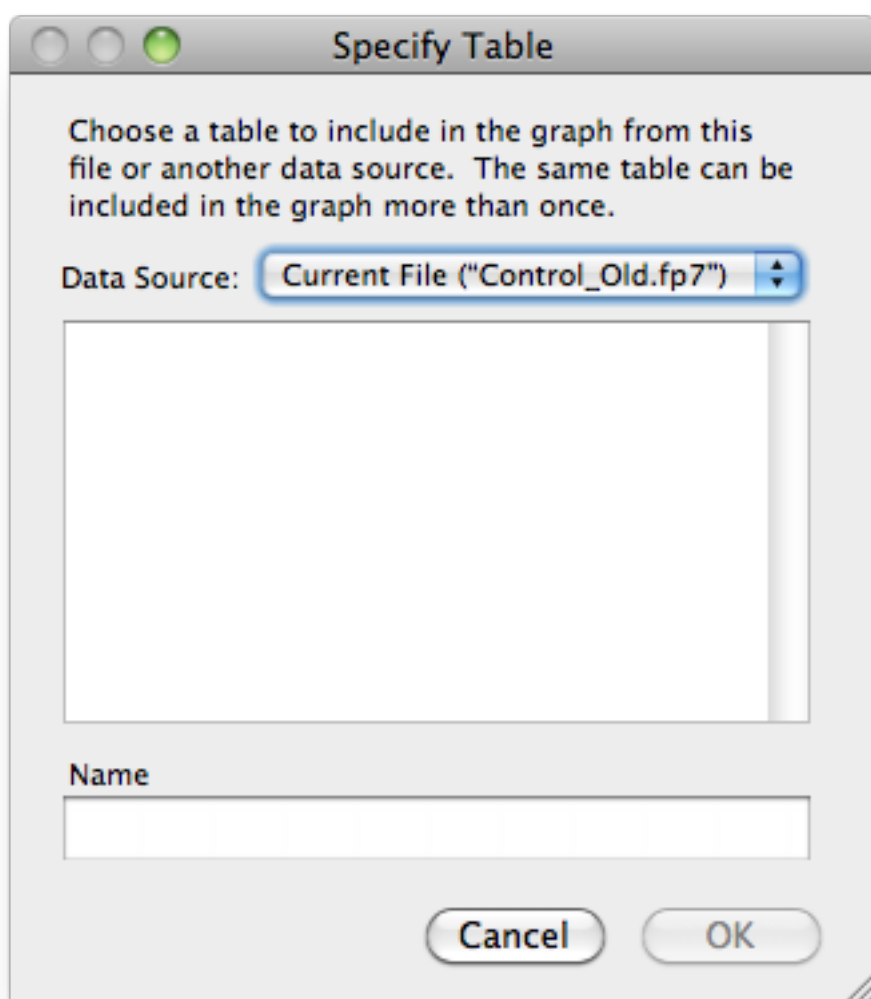 Specify Table
Choose a table to include in the graph from this
file or another data source.  The same table can be
included in the graph more than once.
Data Source: Current File (“Control_Old.fp7”)
Name
Cancel OK